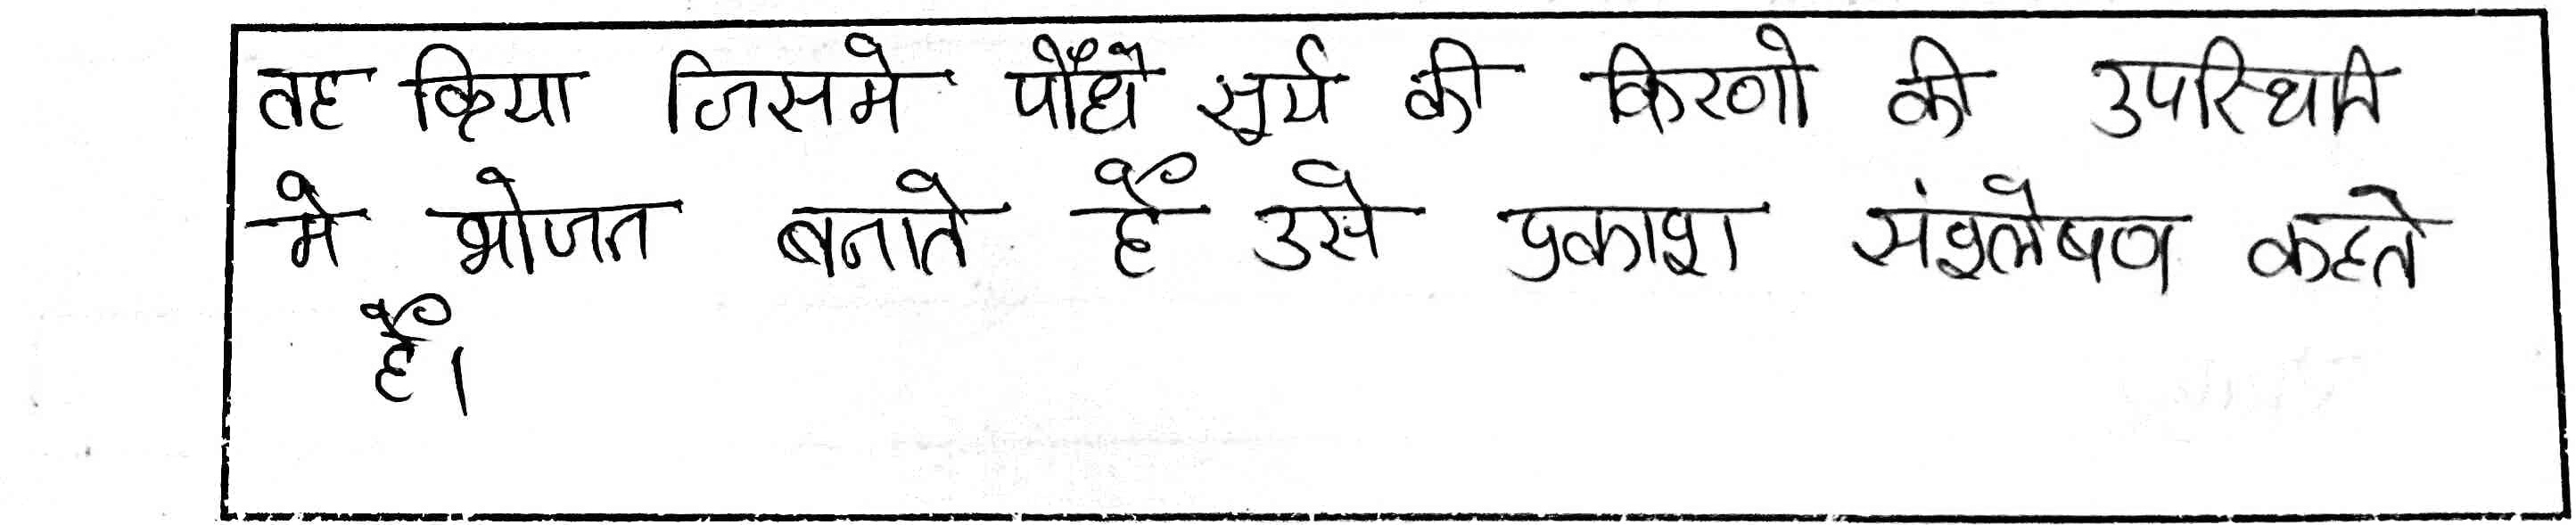 वह क्रिया जिसमे पौधे सूर्य की किरणो की उपस्थिति
मे भोजन बनाते हैं उसे प्रकाश संश्लेषण कहते
हैं।